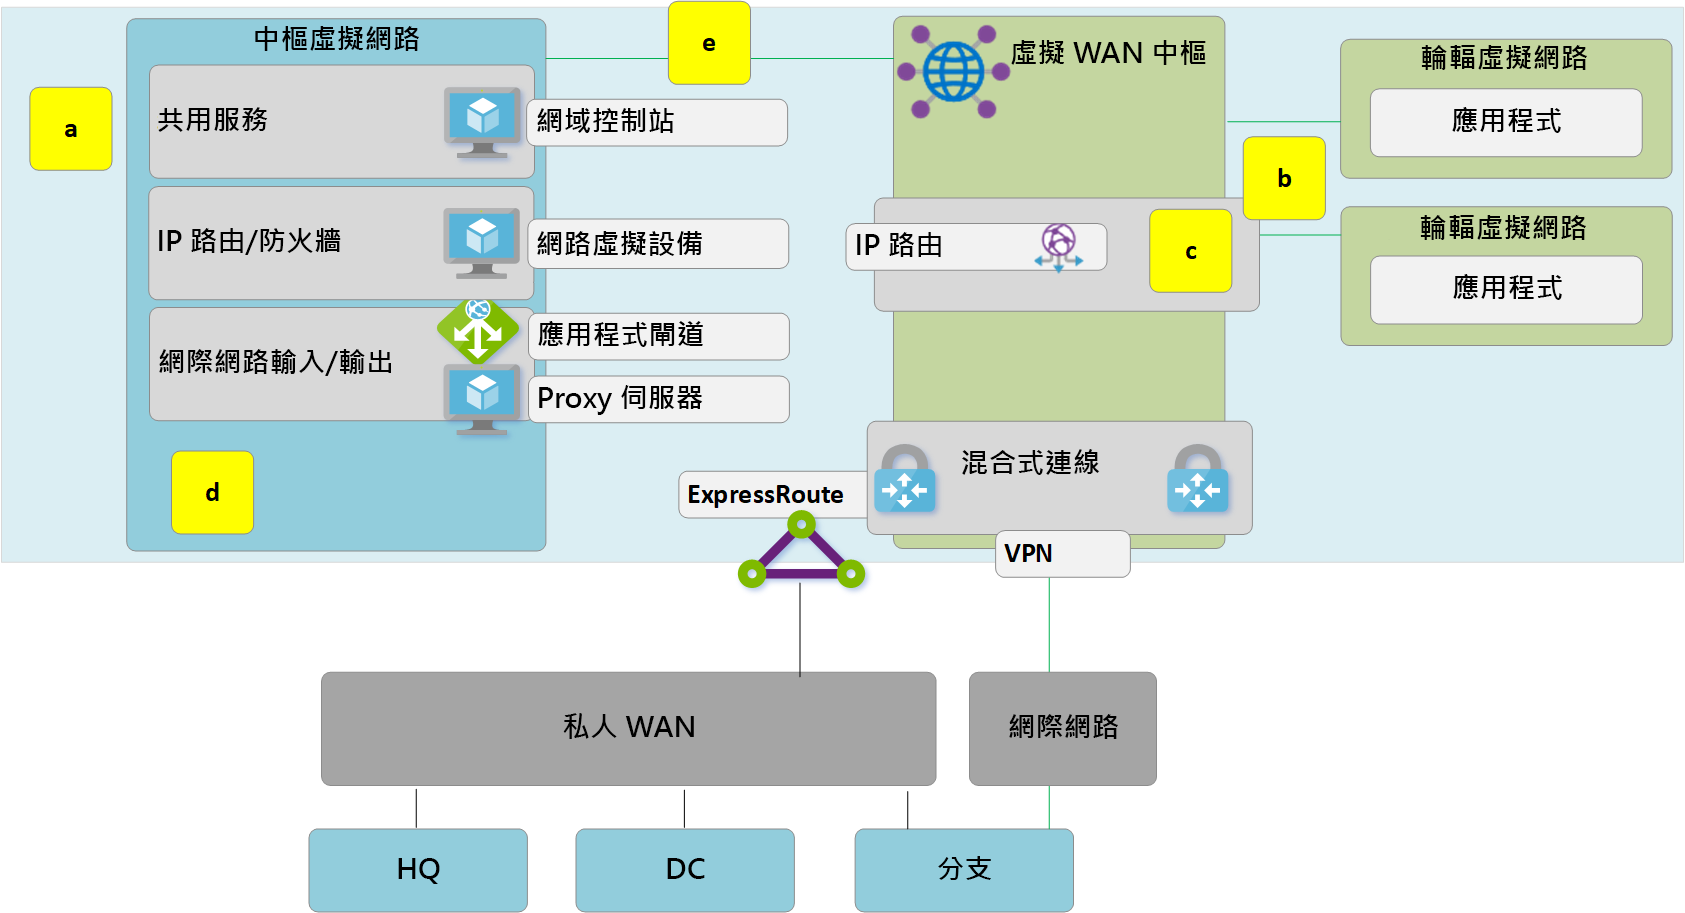 中樞虛擬網路
e
虛擬 WAN 中樞
輪輻虛擬網路
應用程式
a
共用服務
網域控制站
b
IP 路由/防火牆
網路虛擬設備
IP 路由
c
輪輻虛擬網路
應用程式
網際網路輸入/輸出
應用程式閘道
Proxy 伺服器
d
混合式連線
ExpressRoute
VPN
私人 WAN
網際網路
HQ
DC
分支